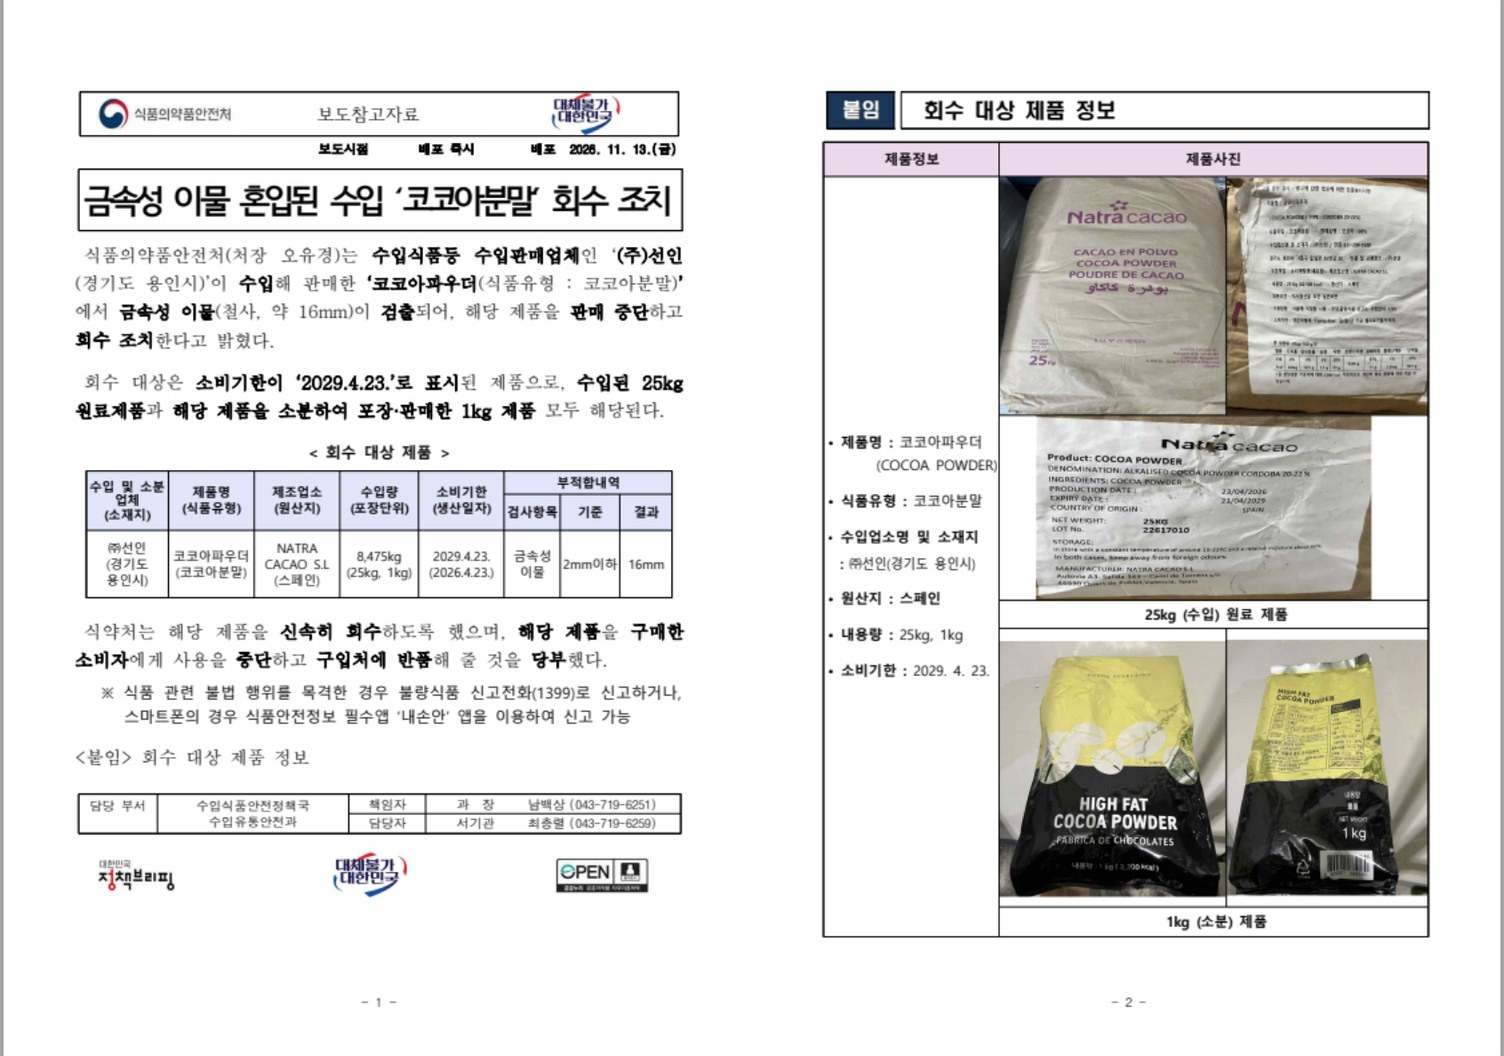 식품의약품안전처
보도참고자료
대체불가
대한민국
보도시점 배포 즉시 배포 2026. 11. 13.(금)
금속성 이물 혼입된 수입 ‘코코아분말’ 회수 조치
식품의약품안전처(처장 오유경)는 수입식품등 수입판매업체인 ‘(주)선인
(경기도 용인시)’이 수입해 판매한 ‘코코아파우더(식품유형 : 코코아분말)’
에서 금속성 이물(철사, 약 16mm)이 검출되어, 해당 제품을 판매 중단하고
회수 조치한다고 밝혔다.
회수 대상은 소비기한이 ‘2029.4.23.’로 표시된 제품으로, 수입된 25kg
원료제품과 해당 제품을 소분하여 포장·판매한 1kg 제품 모두 해당된다.
< 회수 대상 제품 >
수입 및 소분 업체 (소재지) 제품명 (식품유형) 제조업소 (원산지) 수입량 (포장단위) 소비기한 (생산일자) 부적합내역
검사항목 기준 결과
㈜선인 (경기도 용인시) 코코아파우더 (코코아분말) NATRA CACAO S.L (스페인) 8,475kg (25kg, 1kg) 2029.4.23. (2026.4.23.) 금속성 이물 2mm이하 16mm
식약처는 해당 제품을 신속히 회수하도록 했으며, 해당 제품을 구매한
소비자에게 사용을 중단하고 구입처에 반품해 줄 것을 당부했다.
※ 식품 관련 불법 행위를 목격한 경우 불량식품 신고전화(1399)로 신고하거나,
스마트폰의 경우 식품안전정보 필수앱 ‘내손안’ 앱을 이용하여 신고 가능
<붙임> 회수 대상 제품 정보
담당 부서 수입식품안전정책국 책임자 과 장 남백상 (043-719-6251)
수입유통안전과 담당자 서기관 최총렬 (043-719-6259)
대한민국
정책브리핑
대체불가
대한민국
OPEN
- 1 -
붙임 회수 대상 제품 정보
제품정보 제품사진
• 제품명 : 코코아파우더
(COCOA POWDER)
• 식품유형 : 코코아분말
• 수입업소명 및 소재지
: ㈜선인(경기도 용인시)
• 원산지 : 스페인
• 내용량 : 25kg, 1kg
• 소비기한 : 2029. 4. 23.
Natra cacao
CACAO EN POLVO
COCOA POWDER
POUDRE DE CACAO
بودرة كاكاو
25Kg
Natra cacao
Product: COCOA POWDER
DENOMINATION: ALKALISED COCOA POWDER CORDOBA 20-22 %
INGREDIENTS: COCOA POWDER
PRODUCTION DATE : 23/04/2026
EXPIRY DATE : 23/04/2029
COUNTRY OF ORIGIN : SPAIN
NET WEIGHT: 25KG
LOT No. 22617010
STORAGE:
In both cases, keep away from foreign odours.
MANUFACTURER: NATRA CACAO S.L
25kg (수입) 원료 제품
HIGH FAT
COCOA POWDER
FABRICA DE CHOCOLATES
HIGH FAT
COCOA POWDER
내용량
NET WEIGHT
1 kg
1kg (소분) 제품
- 2 -